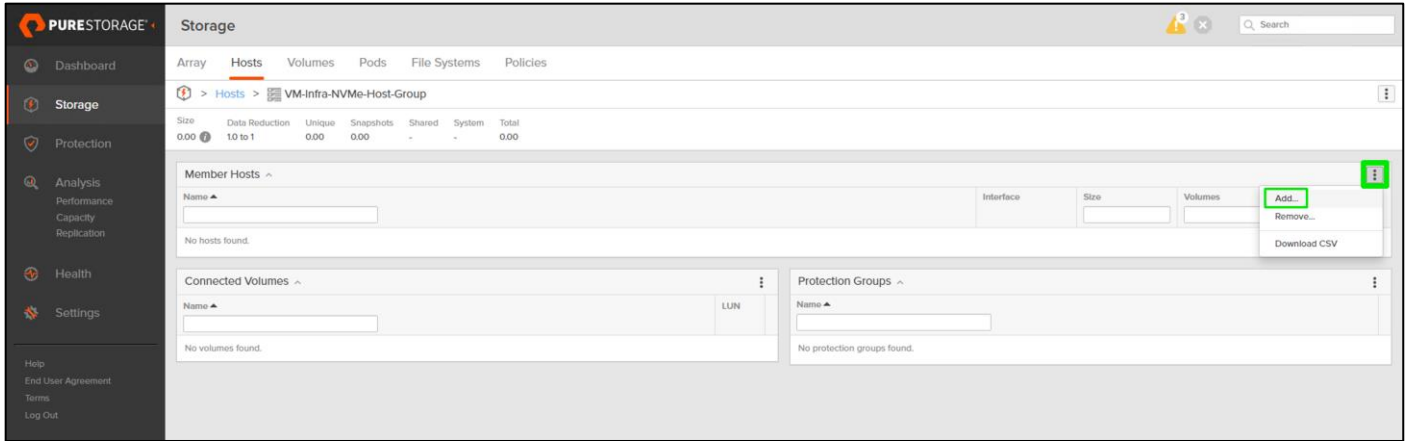 PURESTORAGE®
Storage
3
Search
Dashboard
Storage
Protection
Analysis
Performance
Capacity
Replication
Health
Settings
Help
End User Agreement
Terms
Log Out
Array Hosts Volumes Pods File Systems Policies
> Hosts > VM-Infra-NVMe-Host-Group
Size Data Reduction Unique Snapshots Shared System Total
0.00 1.0 to 1 0.00 0.00 - - 0.00
Member Hosts
Name Interface Size Volumes
No hosts found.
Add...
Remove...
Download CSV
Connected Volumes
Name LUN
No volumes found.
Protection Groups
Name
No protection groups found.